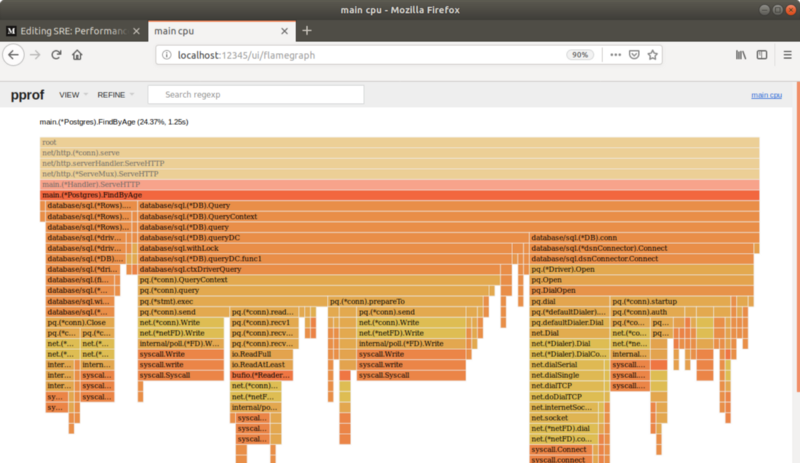 main cpu - Mozilla Firefox
M Editing SRE: Performan × main cpu ×
localhost:12345/ui/flamegraph 90%
pprof VIEW REFINE Search regexp main cpu
main.(*Postgres).FindByAge (24.37%, 1.25s)
root
net/http.(*conn).serve
net/http.serverHandler.ServeHTTP
net/http.(*ServeMux).ServeHTTP
main.(*Handler).ServeHTTP
main.(*Postgres).FindByAge
database/sql.(*Rows).... database/sql.(*DB).Query
database/sql.(*Rows)... database/sql.(*DB).QueryContext
database/sql.(*Rows)... database/sql.(*DB).query
database/sql.(*driv... database/sql.(*DB).queryDC database/sql.(*DB).conn
database/sql.(*driv... database/sql.withLock database/sql.(*dsnConnector).Connect
database/sql.(*DB)... database/sql.(*DB).queryDC.func1 database/sql.dsnConnector.Connect
database/sql.(*dri... database/sql.ctxDriverQuery pq.(*Driver).Open
database/sql.fi... pq.(*conn).QueryContext pq.Open
database/sql.(*... pq.(*conn).query pq.DialOpen
database/sql.wi... pq.(*stmt).exec pq.(*conn).prepareTo pq.dial pq.(*conn).startup
database/sql.(*... pq.(*conn).send pq.(*conn).read... pq.(*conn).send pq.(*defaultDialer).... pq.(*conn).auth
pq.(*conn).Close net.(*conn).Write pq.(*conn).recv1 net.(*conn).Write pq.defaultDialer.Dial pq.(*co... pq...
pq.(*c... pq.(*c... net.(*netFD).Write pq.(*conn).recv... net.(*netFD).Write net.Dial pq.(*co... pq...
net.(*... pq.(*c... internal/poll.(*FD).W... pq.(*conn).recv... internal/poll.(*FD).Write net.(*Dialer).Dial net.(*co...
net.(*... net.(*... syscall.Write io.ReadFull syscall.Write net.(*Dialer).DialCo... net.(*ne...
inter... intern... syscall.write io.ReadAtLeast syscall.write net.dialSerial internal...
inter... syscal... syscall.Syscall bufio.(*Reader... syscall.Syscall net.dialSingle syscall....
inter... syscal... net.(*conn)... net.dialTCP syscall....
sy... syscal... net.(*netF... net.doDialTCP
sy... internal/po... net.internetSoc...
syscal... net.socket
syscal... net.(*netFD).dial
syscal... net.(*netFD).co...
syscall.Connect
syscall.connect